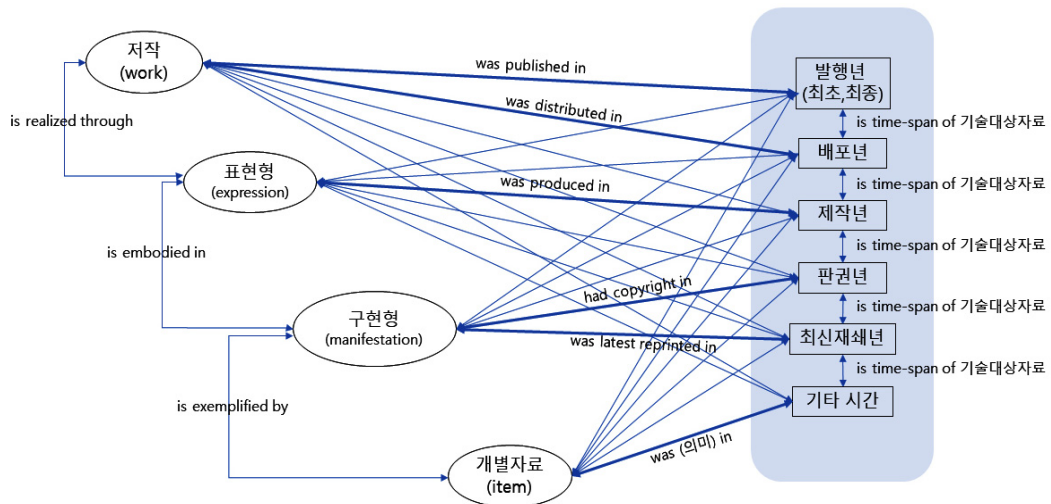 저작
(work)
was published in
발행년
(최초,최종)
was distributed in
is realized through
is time-span of 기술대상자료
배포년
표현형
(expression)
was produced in
is time-span of 기술대상자료
제작년
is embodied in
is time-span of 기술대상자료
판권년
had copyright in
구현형
(manifestation)
is time-span of 기술대상자료
was latest reprinted in
최신재쇄년
is time-span of 기술대상자료
is exemplified by
기타 시간
was (의미) in
개별자료
(item)